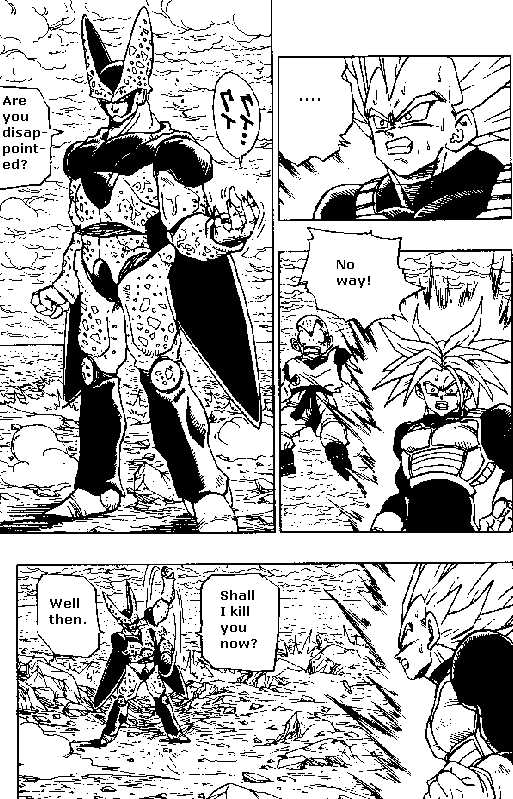 Are
you
disap-
point-
ed?
....
No
way!
Well
then.
Shall
I kill
you
now?